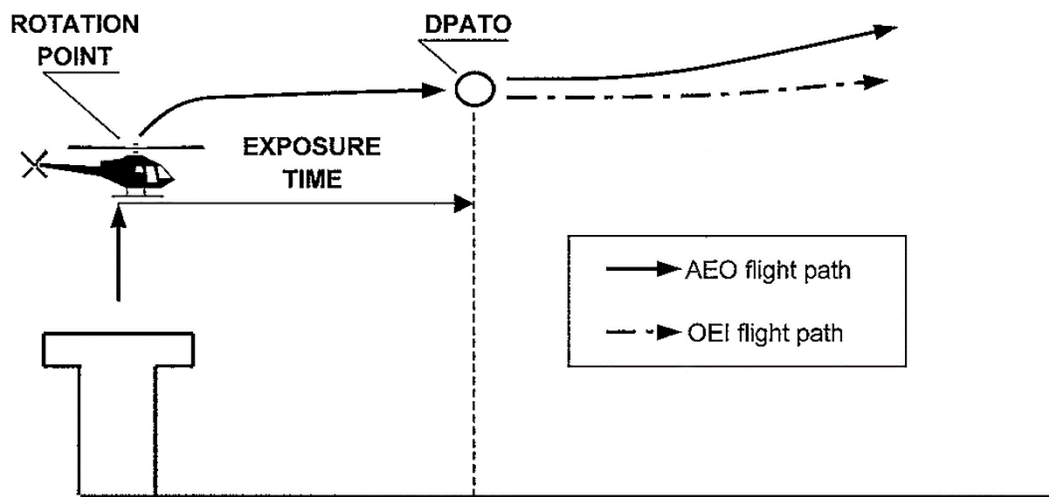 ROTATION
POINT
DPATO
EXPOSURE
TIME
AEO flight path
OEI flight path